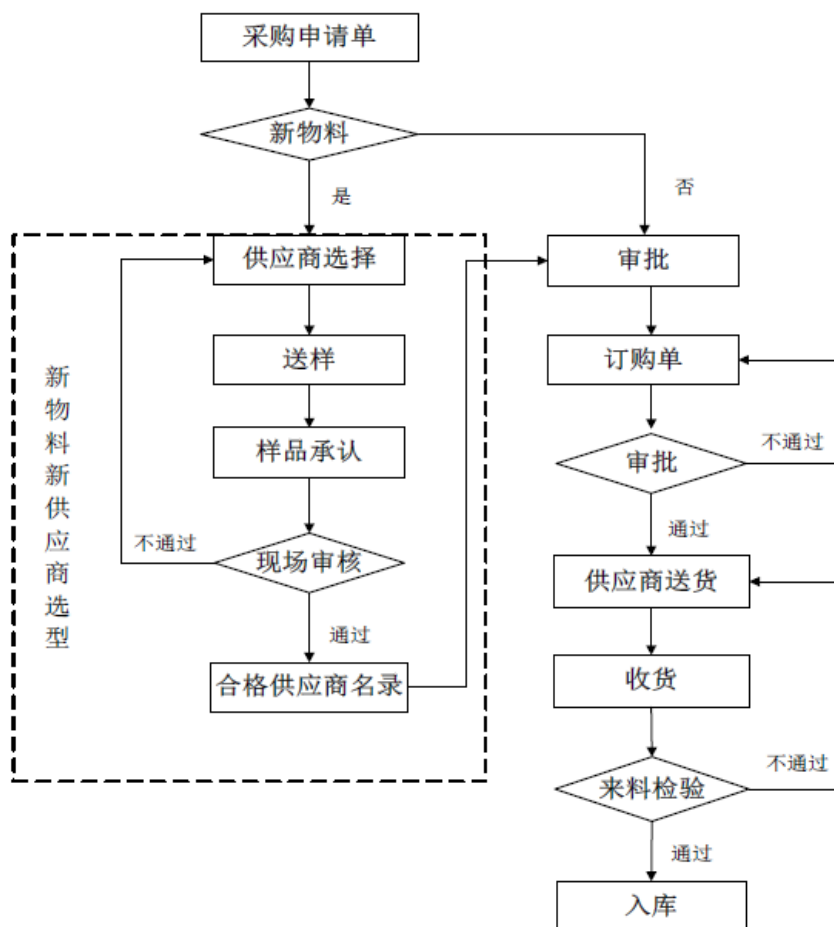 采购申请单
新物料
是
否
供应商选择
审批
送样
订购单
新物料新供应商选型
样品承认
审批
不通过
不通过
现场审核
通过
供应商送货
通过
合格供应商名录
收货
来料检验
不通过
通过
入库